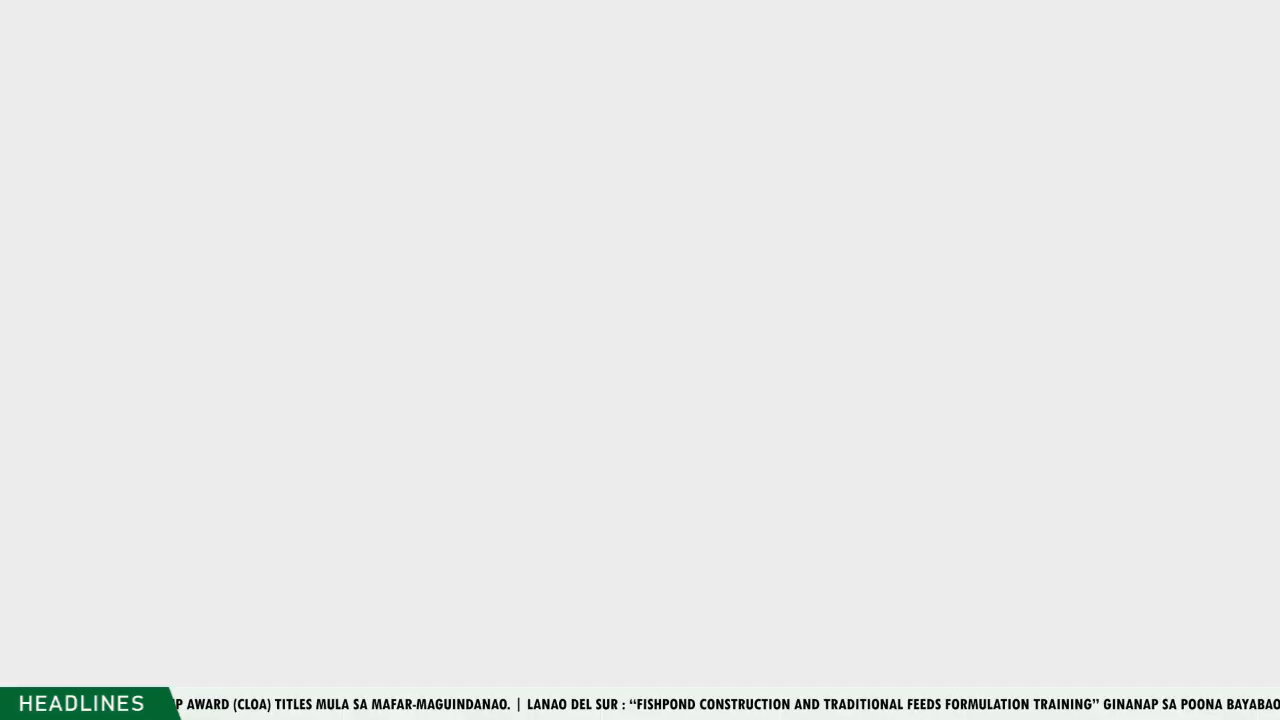 HEADLINES
P AWARD (CLOA) TITLES MULA SA MAFAR-MAGUINDANAO. | LANAO DEL SUR : “FISHPOND CONSTRUCTION AND TRADITIONAL FEEDS FORMULATION TRAINING” GINANAP SA POONA BAYABAO